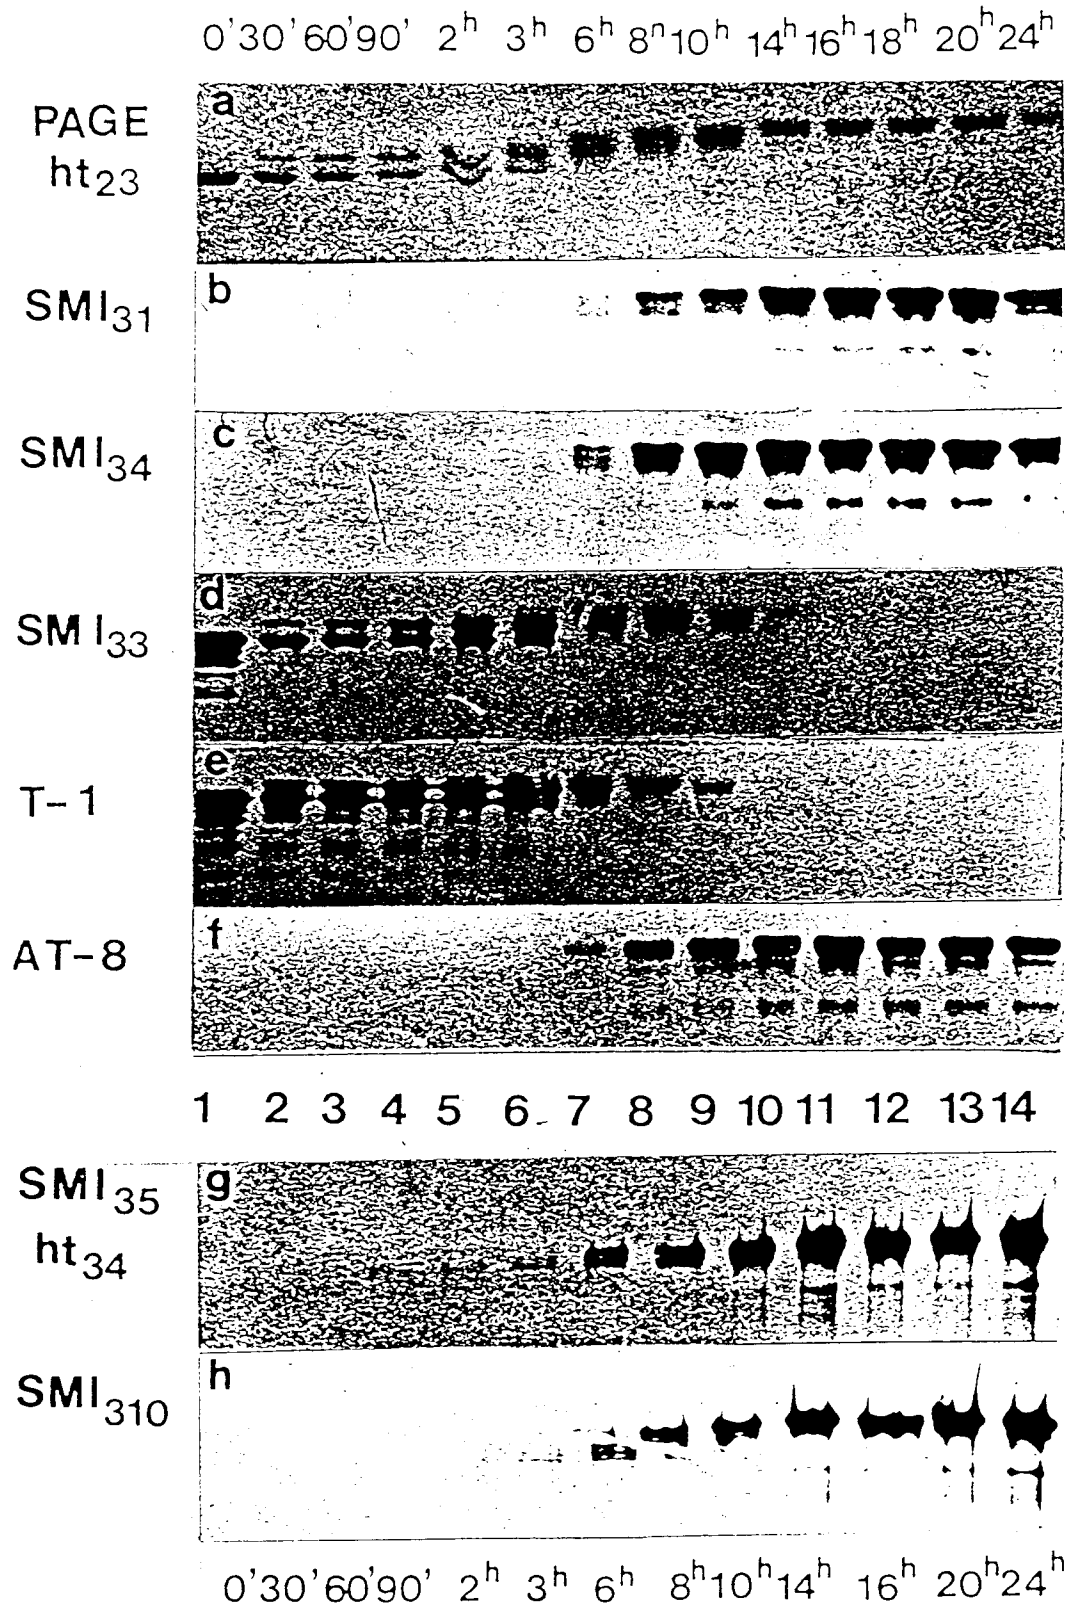 0'30'60'90' 2h 3h 6h 8h 10h 14h 16h 18h 20h 24h
a
PAGE
ht23
b
SMI31
c
SMI34
d
SMI33
e
T-1
f
AT-8
1 2 3 4 5 6 7 8 9 10 11 12 13 14
g
SMI35
ht34
h
SMI310
0'30'60'90' 2h 3h 6h 8h 10h 14h 16h 20h 24h